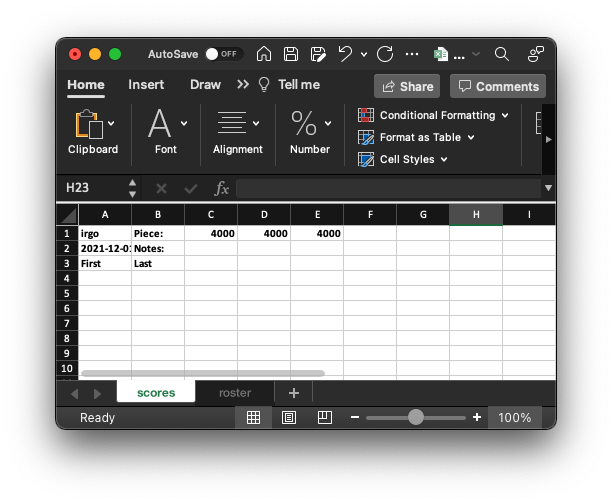 AutoSave OFF ... ...
Home Insert Draw Tell me Share Comments
Clipboard Font Alignment Number
Conditional Formatting
Format as Table
Cell Styles
H23 fx
A B C D E F G H I
1 irgo Piece: 4000 4000 4000
2 2021-12-01 Notes:
3 First Last
4
5
6
7
8
9
10
scores roster +
Ready 100%